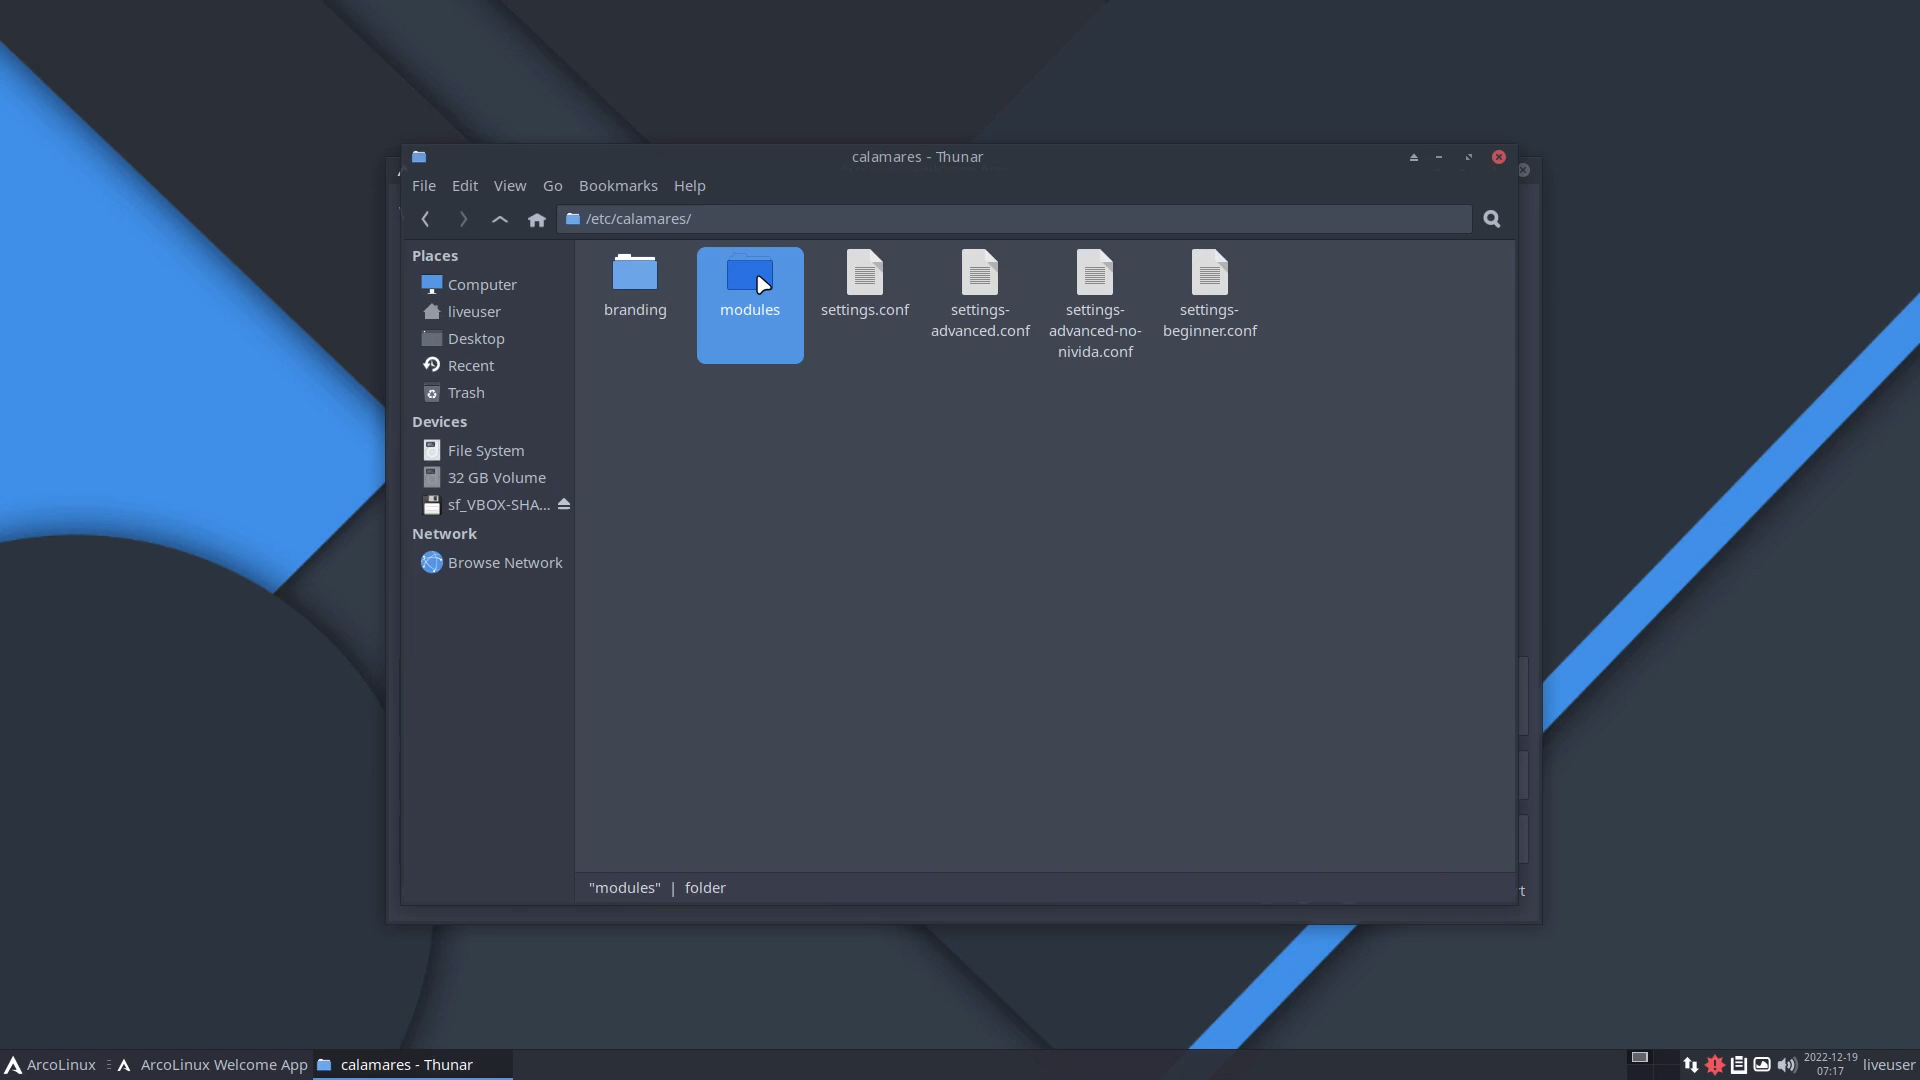 calamares - Thunar
File Edit View Go Bookmarks Help
/etc/calamares/
Places
Computer
liveuser
Desktop
Recent
Trash
Devices
File System
32 GB Volume
sf_VBOX-SHA...
Network
Browse Network
branding
modules
settings.conf
settings-
advanced.conf
settings-
advanced-no-
nivida.conf
settings-
beginner.conf
"modules" | folder
t
ArcoLinux
ArcoLinux Welcome App
calamares - Thunar
2022-12-19
07:17
liveuser